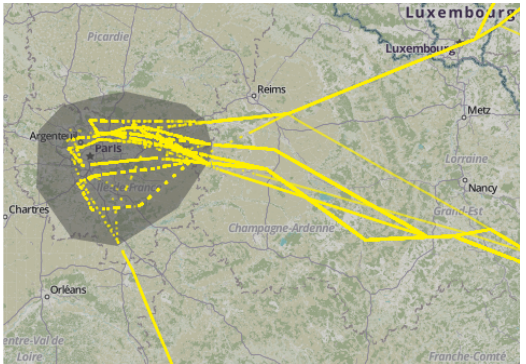 Luxembourg
Picardie
Luxembourg
Reims
Metz
Argenteuil
Paris
Lorraine
Île-de-France
Nancy
Chartres
Grand-Est
Champagne-Ardenne
Orléans
entre-Val de
Loire
Franche-Comté